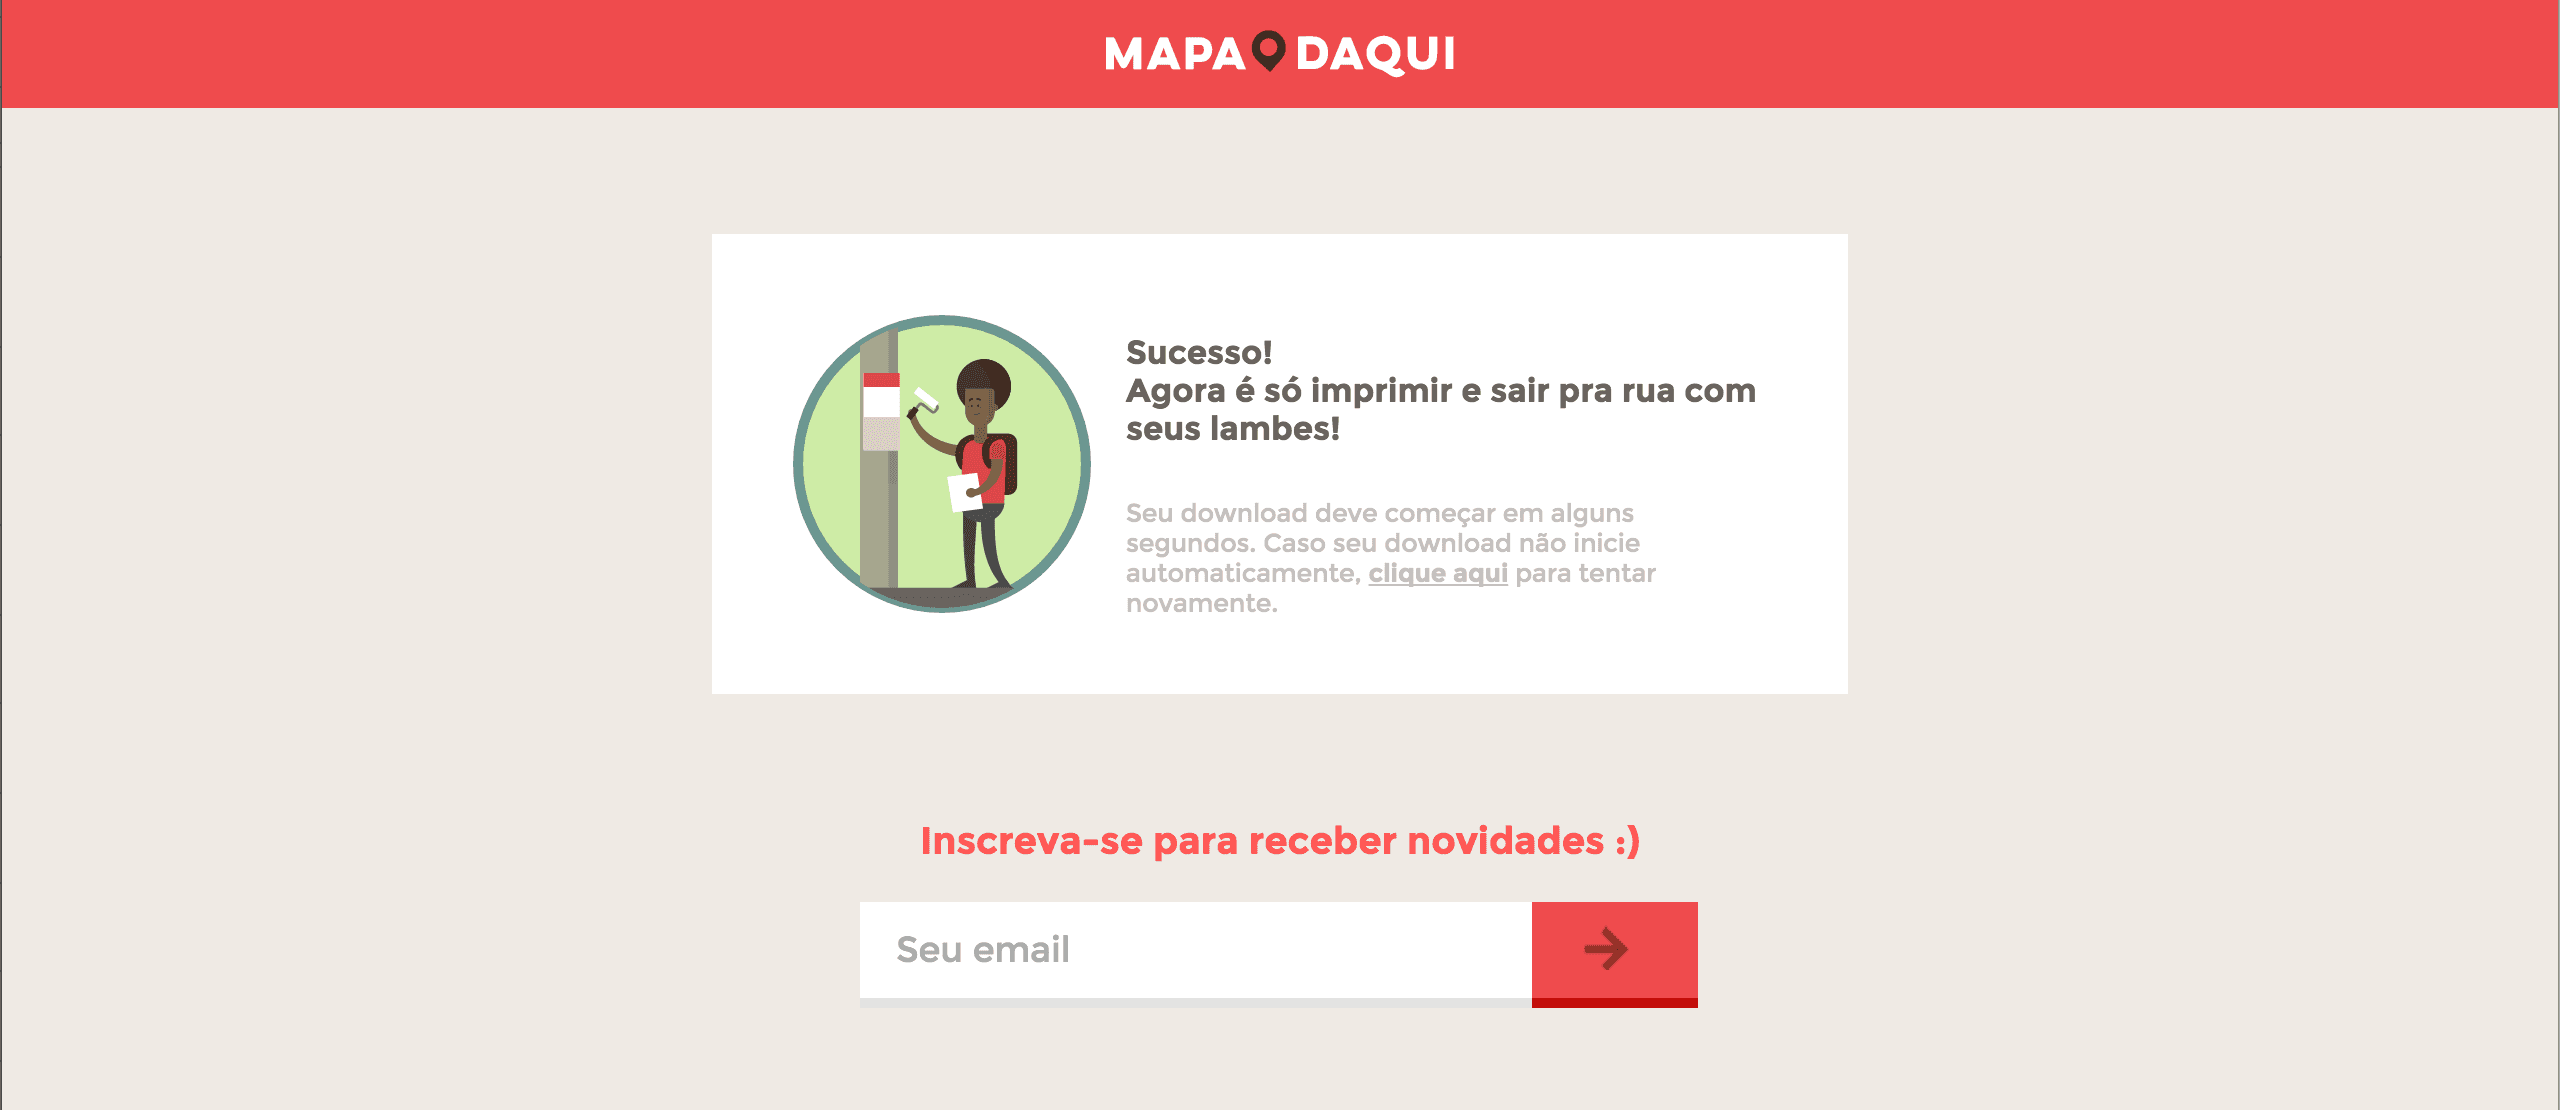 MAPA DAQUI
Sucesso!
Agora é só imprimir e sair pra rua com
seus lambes!
Seu download deve começar em alguns
segundos. Caso seu download não inicie
automaticamente, clique aqui para tentar
novamente.
Inscreva-se para receber novidades :)
Seu email